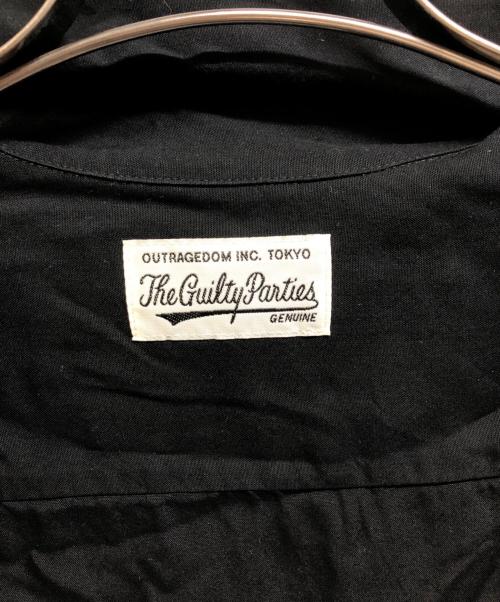 OUTRAGEDOM INC. TOKYO
The Guilty Parties
GENUINE